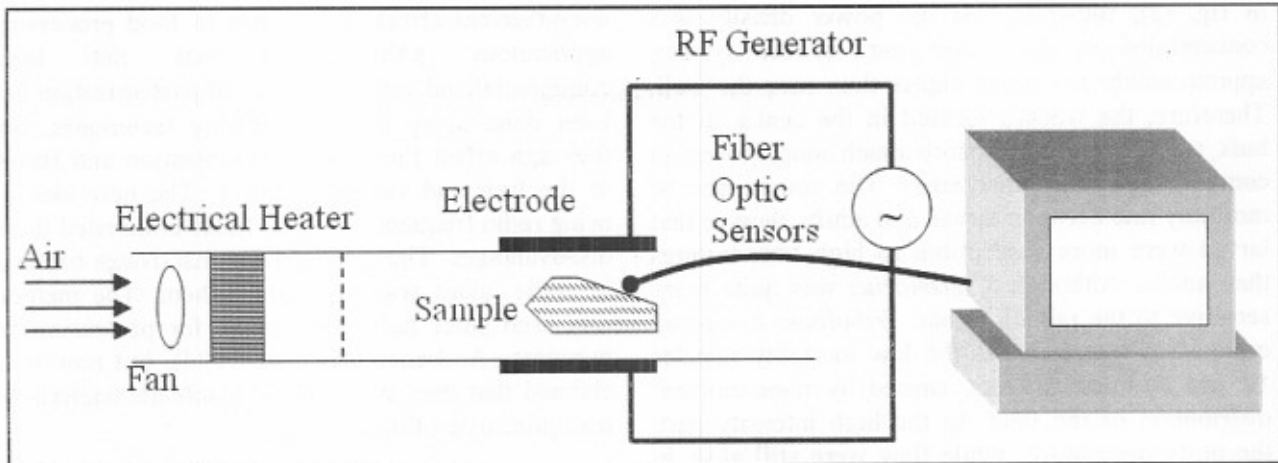 RF Generator
Fiber
Optic
Sensors
~
Electrode
Electrical Heater
Air
Sample
Fan